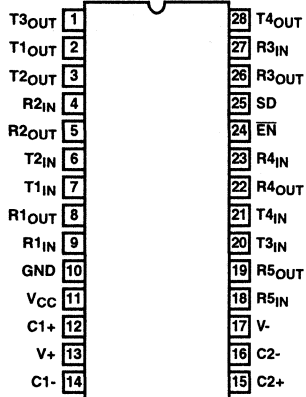 T3OUT 1 28 T4OUT
T1OUT 2 27 R3IN
T2OUT 3 26 R3OUT
R2IN 4 25 SD
R2OUT 5 24 E̅N̅
T2IN 6 23 R4IN
T1IN 7 22 R4OUT
R1OUT 8 21 T4IN
R1IN 9 20 T3IN
GND 10 19 R5OUT
VCC 11 18 R5IN
C1+ 12 17 V-
V+ 13 16 C2-
C1- 14 15 C2+